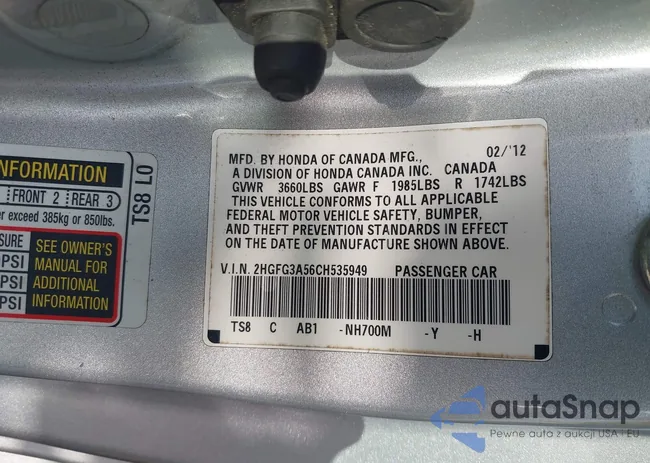 INFORMATION
FRONT 2 REAR 3
er exceed 385kg or 850lbs.
SURE
PSI
PSI
PSI
SEE OWNER'S
MANUAL FOR
ADDITIONAL
INFORMATION
TS8 L0
MFD. BY HONDA OF CANADA MFG., 02/'12
A DIVISION OF HONDA CANADA INC. CANADA
GVWR 3660LBS GAWR F 1985LBS R 1742LBS
THIS VEHICLE CONFORMS TO ALL APPLICABLE
FEDERAL MOTOR VEHICLE SAFETY, BUMPER,
AND THEFT PREVENTION STANDARDS IN EFFECT
ON THE DATE OF MANUFACTURE SHOWN ABOVE.
V.I.N. 2HGFG3A56CH535949 PASSENGER CAR
TS8 C AB1 -NH700M -Y -H
autaSnap
Pewne auta z aukcji USA i EU